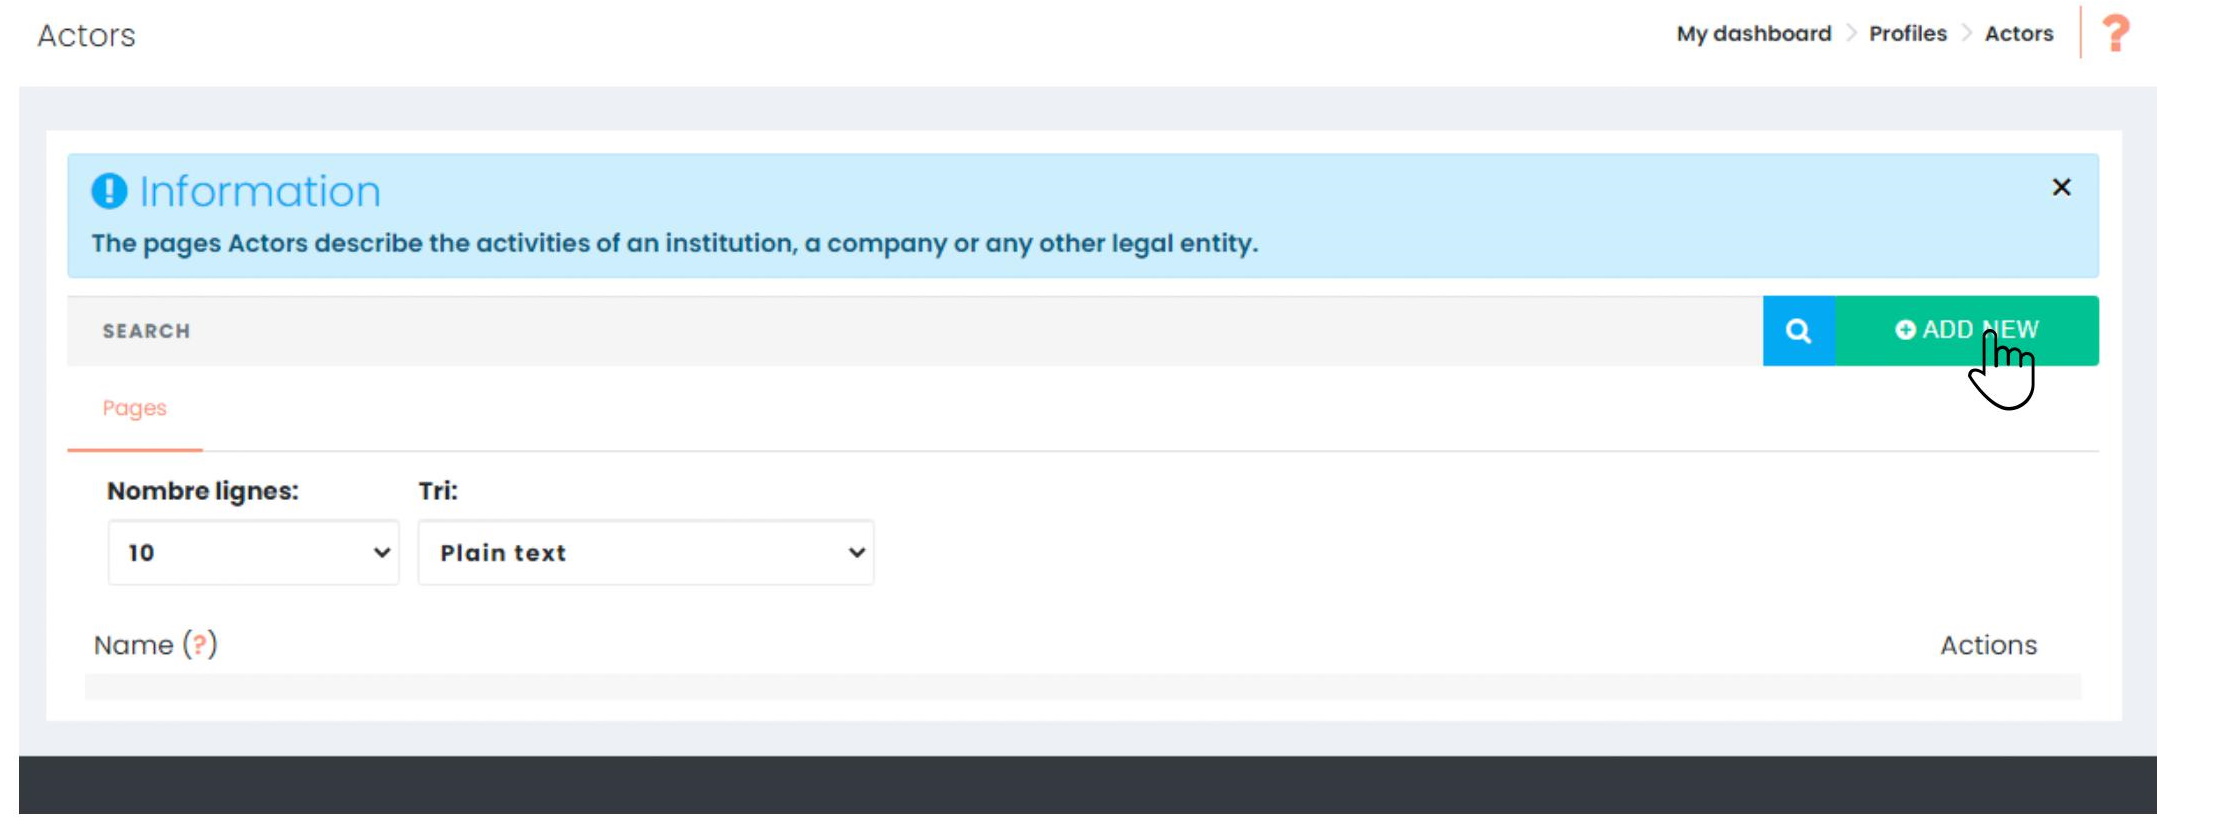 Actors
My dashboard > Profiles > Actors ?
Information
The pages Actors describe the activities of an institution, a company or any other legal entity.
SEARCH
ADD NEW
Pages
Nombre lignes: Tri:
10 Plain text
Name (?) Actions